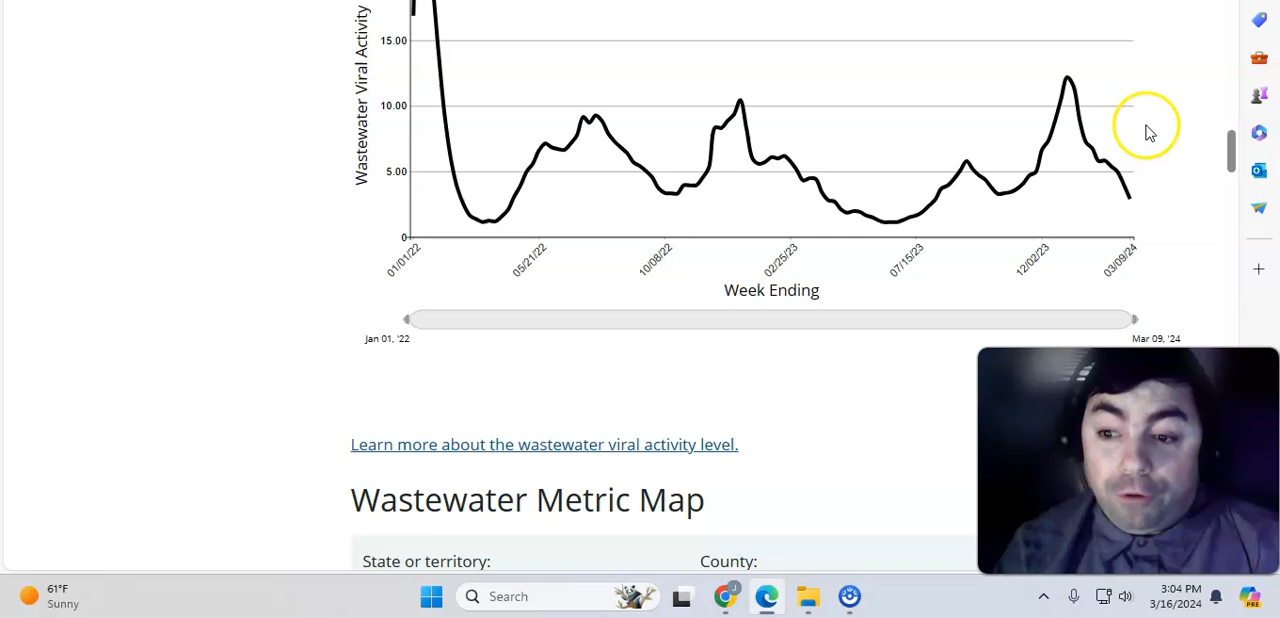 Wastewater Viral Activity
15.00
10.00
5.00
0
01/01/22
05/21/22
10/08/22
02/25/23
07/15/23
12/02/23
03/09/24
Week Ending
Jan 01, '22
Mar 09, '24
Learn more about the wastewater viral activity level.
Wastewater Metric Map
State or territory:
County:
61°F
Sunny
Search
J
3:04 PM
3/16/2024
PRE